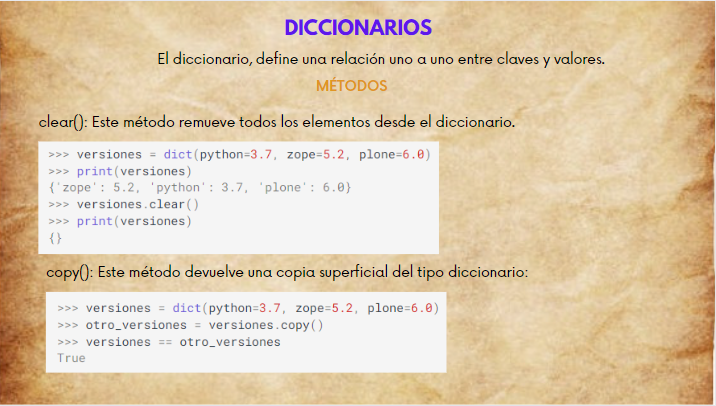 DICCIONARIOS
El diccionario, define una relación uno a uno entre claves y valores.
MÉTODOS
clear(): Este método remueve todos los elementos desde el diccionario.
>>> versiones = dict(python=3.7, zope=5.2, plone=6.0)
>>> print(versiones)
{'zope': 5.2, 'python': 3.7, 'plone': 6.0}
>>> versiones.clear()
>>> print(versiones)
{}
copy(): Este método devuelve una copia superficial del tipo diccionario:
>>> versiones = dict(python=3.7, zope=5.2, plone=6.0)
>>> otro_versiones = versiones.copy()
>>> versiones == otro_versiones
True